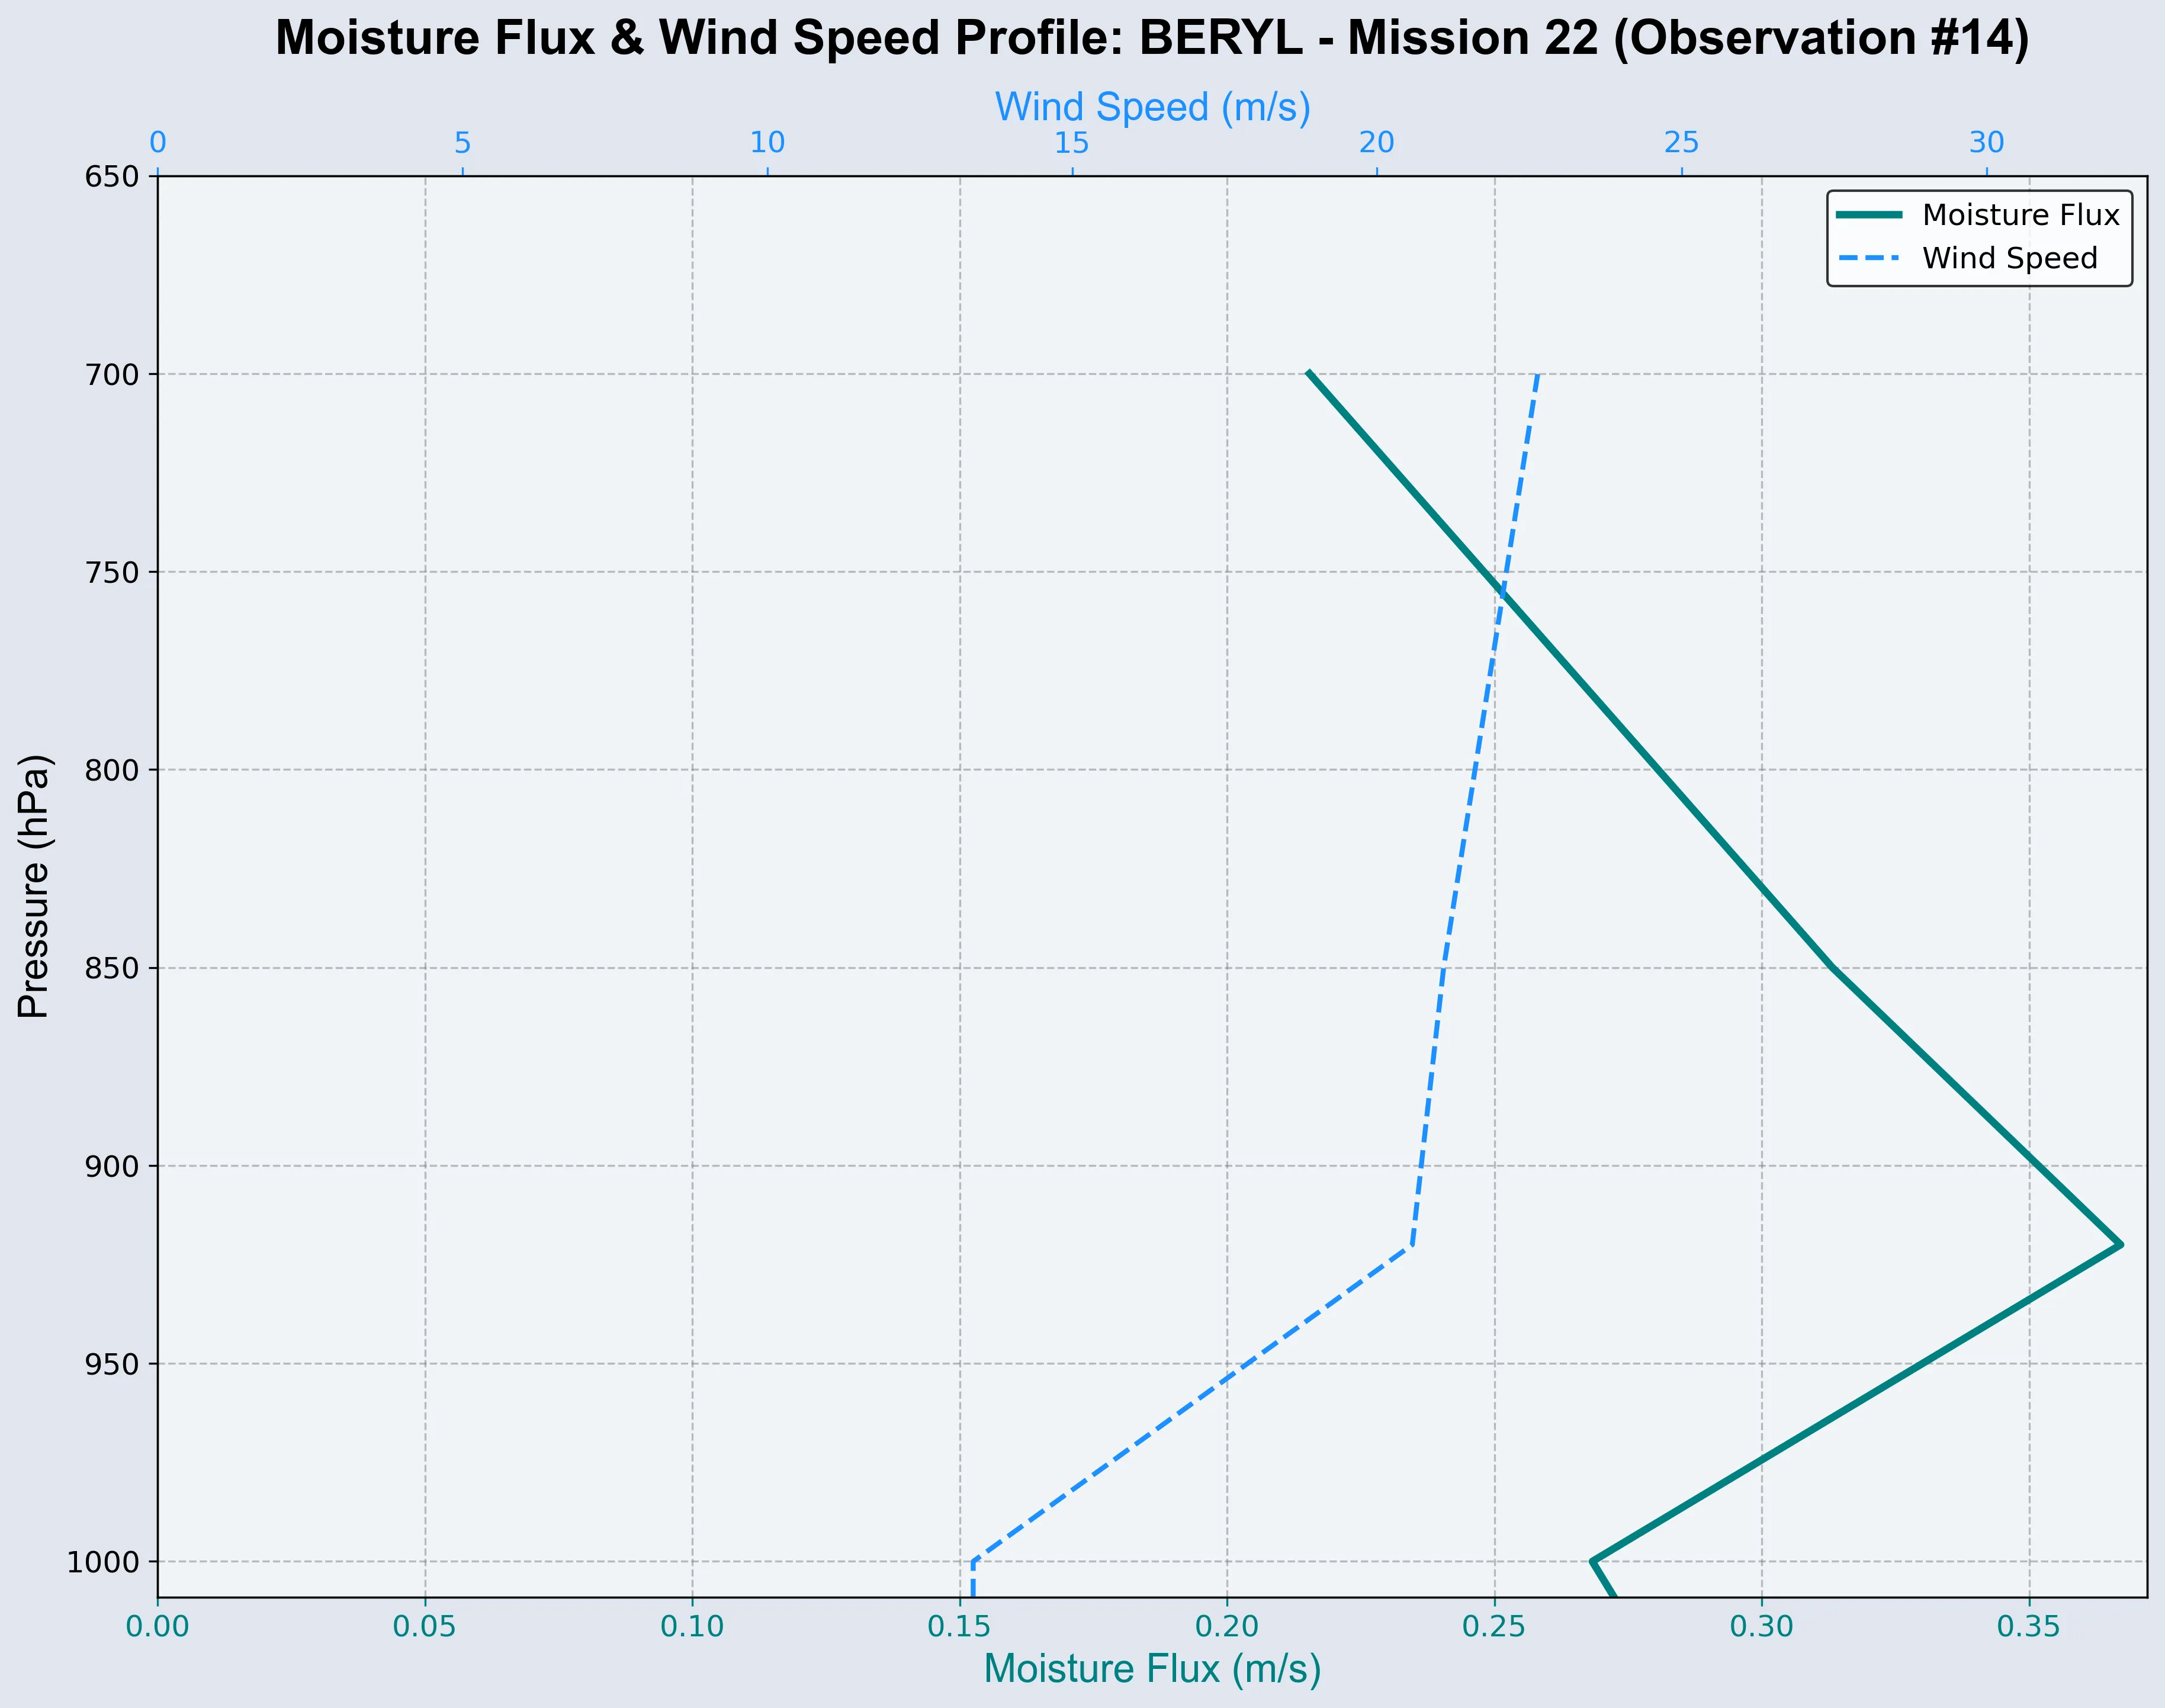 Moisture Flux & Wind Speed Profile: BERYL - Mission 22 (Observation #14)
Wind Speed (m/s)
0 5 10 15 20 25 30
Moisture Flux
Wind Speed
650
700
750
800
850
900
950
1000
Pressure (hPa)
0.00 0.05 0.10 0.15 0.20 0.25 0.30 0.35
Moisture Flux (m/s)